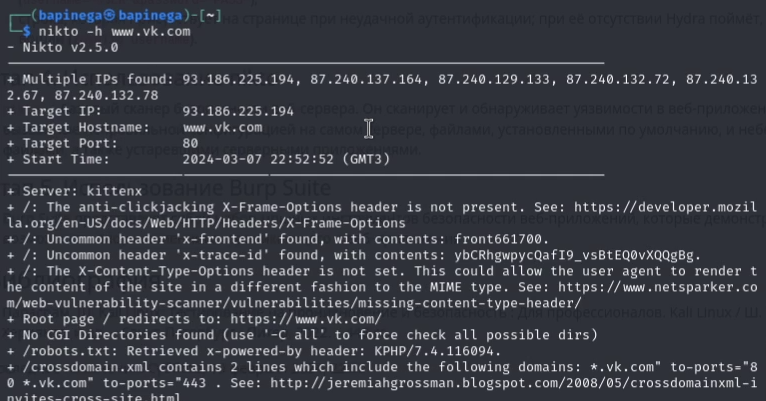 ┌──(bapinega㉿bapinega)-[~]
└─$ nikto -h www.vk.com
- Nikto v2.5.0
+ Multiple IPs found: 93.186.225.194, 87.240.137.164, 87.240.129.133, 87.240.132.72, 87.240.13
2.67, 87.240.132.78
+ Target IP: 93.186.225.194
+ Target Hostname: www.vk.com
+ Target Port: 80
+ Start Time: 2024-03-07 22:52:52 (GMT3)
+ Server: kittenx
+ /: The anti-clickjacking X-Frame-Options header is not present. See: https://developer.mozil
la.org/en-US/docs/Web/HTTP/Headers/X-Frame-Options
+ /: Uncommon header 'x-frontend' found, with contents: front661700.
+ /: Uncommon header 'x-trace-id' found, with contents: ybCRhgwpycQafI9_vsBtEQ0vXQQgBg.
+ /: The X-Content-Type-Options header is not set. This could allow the user agent to render t
he content of the site in a different fashion to the MIME type. See: https://www.netsparker.co
m/web-vulnerability-scanner/vulnerabilities/missing-content-type-header/
+ Root page / redirects to: https://www.vk.com/
+ No CGI Directories found (use '-C all' to force check all possible dirs)
+ /robots.txt: Retrieved x-powered-by header: KPHP/7.4.116094.
+ /crossdomain.xml contains 2 lines which include the following domains: *.vk.com" to-ports="8
0 *.vk.com" to-ports="443 . See: http://jeremiahgrossman.blogspot.com/2008/05/crossdomainxml-i
nvites-cross-site.html